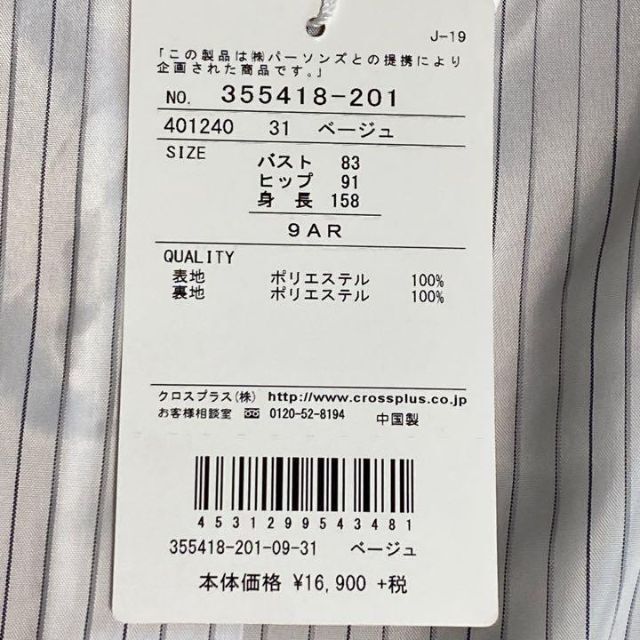 J-19
「この製品は㈱パーソンズとの提携により
企画された商品です。」
NO. 355418-201
401240 31 ベージュ
SIZE バスト 83
ヒップ 91
身長 158
9AR
QUALITY
表地 ポリエステル 100%
裏地 ポリエステル 100%
クロスプラス(株) http://www.crossplus.co.jp
お客様相談室 0120-52-8194 中国製
4531299543481
355418-201-09-31 ベージュ
本体価格 ¥16,900 +税